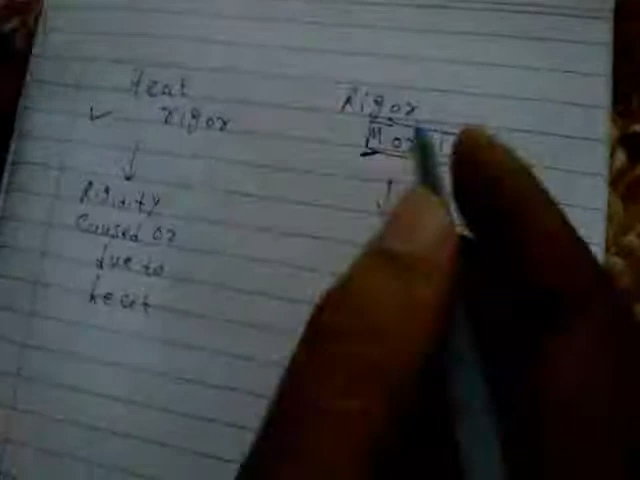 Heat
rigor
Rigidity
Caused or
due to
heat
Rigor